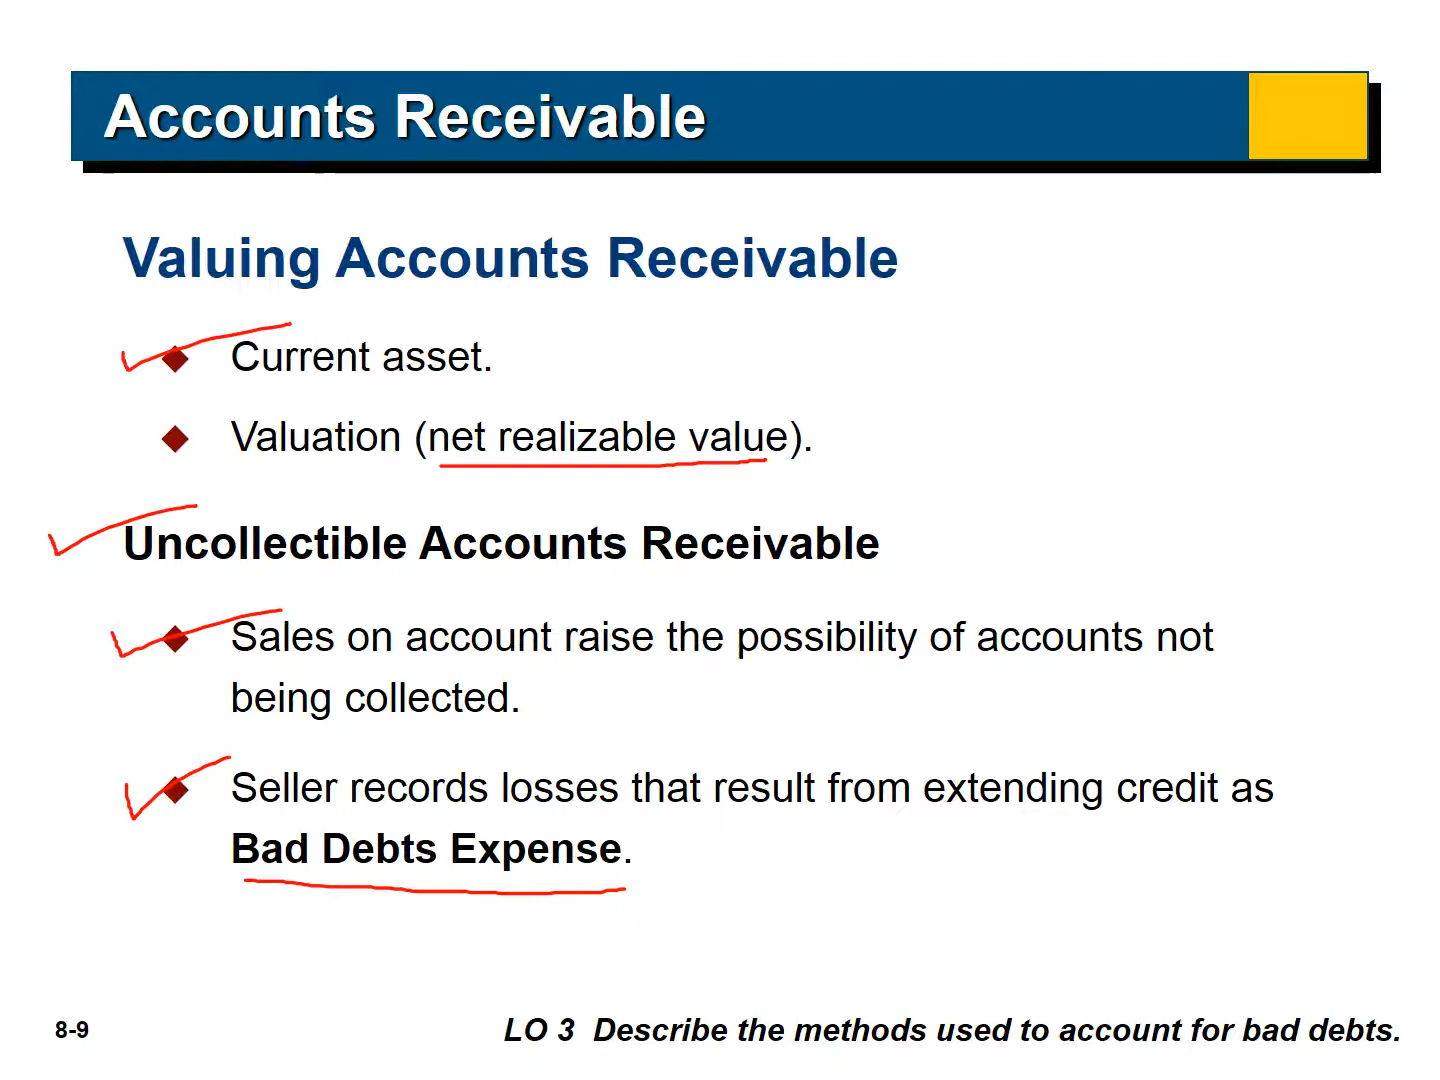 Accounts Receivable
Valuing Accounts Receivable
Current asset.
Valuation (net realizable value).
Uncollectible Accounts Receivable
Sales on account raise the possibility of accounts not
being collected.
Seller records losses that result from extending credit as
Bad Debts Expense.
8-9
LO 3 Describe the methods used to account for bad debts.